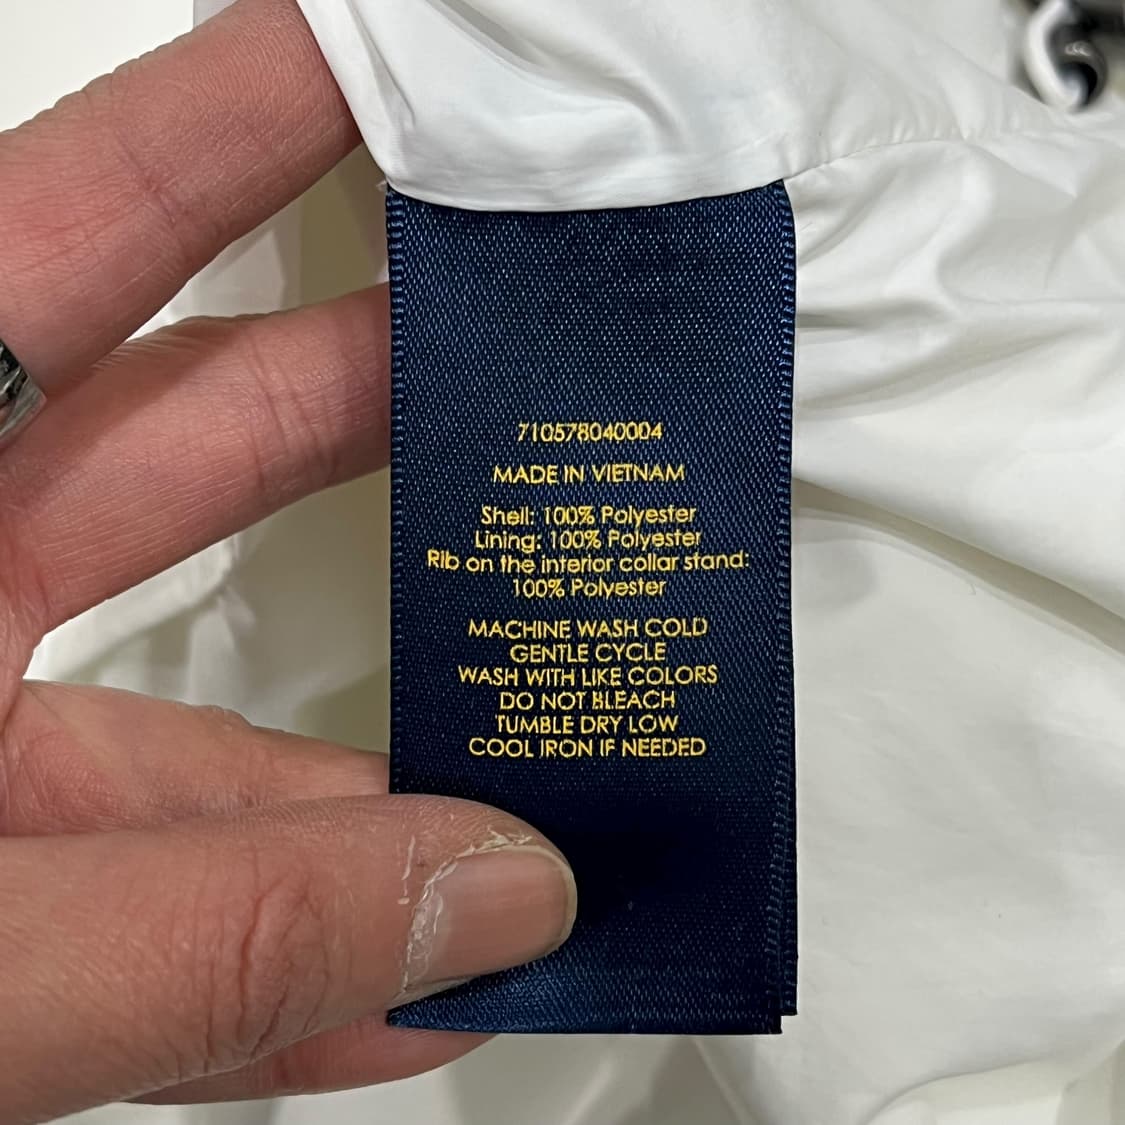 710578040004
MADE IN VIETNAM
Shell: 100% Polyester
Lining: 100% Polyester
Rib on the interior collar stand:
100% Polyester
MACHINE WASH COLD
GENTLE CYCLE
WASH WITH LIKE COLORS
DO NOT BLEACH
TUMBLE DRY LOW
COOL IRON IF NEEDED